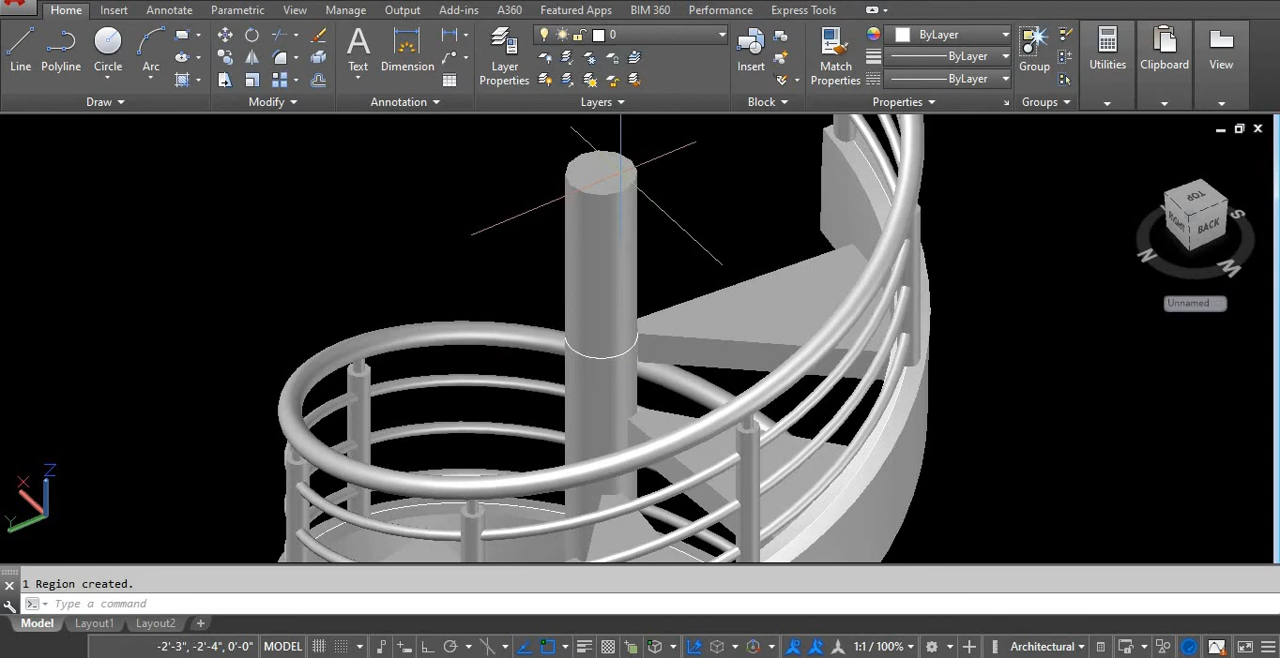 Home Insert Annotate Parametric View Manage Output Add-ins A360 Featured Apps BIM 360 Performance Express Tools
0
ByLayer
ByLayer
ByLayer
Line Polyline Circle Arc Text Dimension Layer Properties Insert Match Properties Group Utilities Clipboard View
Draw Modify Annotation Layers Block Properties Groups
TOP
RIGHT BACK
S
N W
Unnamed
X Z
Y
1 Region created.
Type a command
Model Layout1 Layout2 +
-2'-3", -2'-4", 0'-0" MODEL 1:1 / 100% Architectural